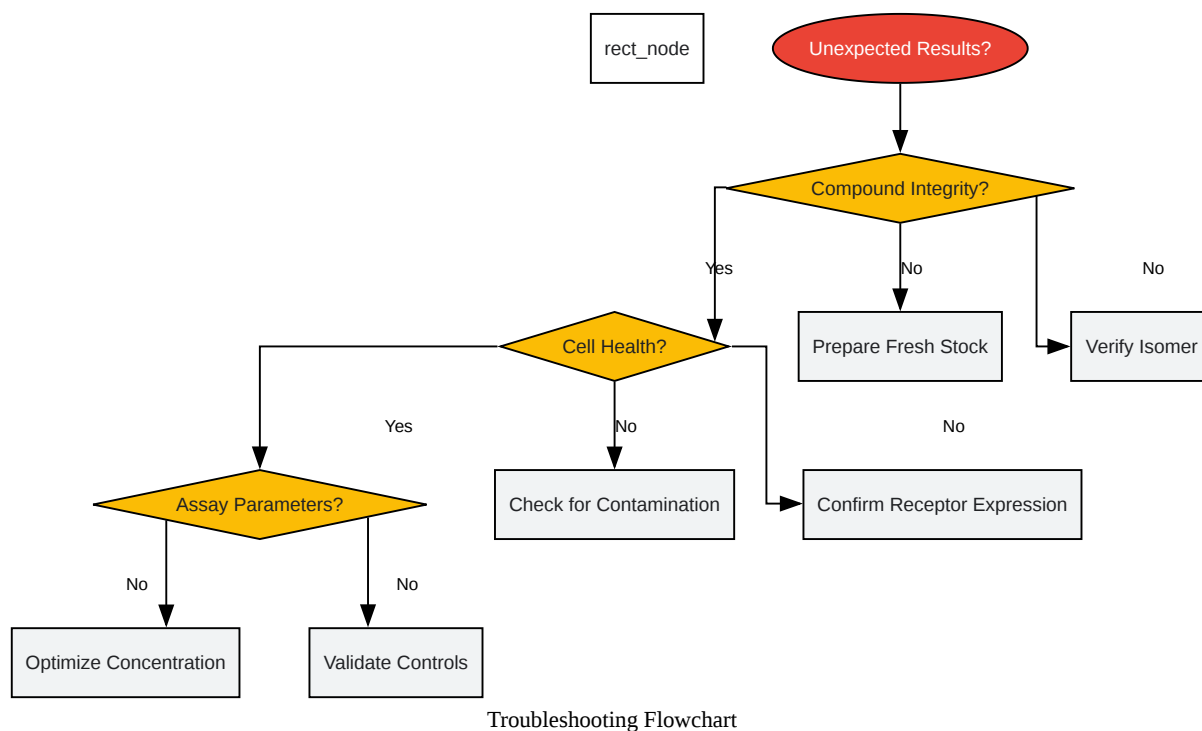 rect_node
Unexpected Results?
Compound Integrity?
Yes
No
No
Cell Health?
Prepare Fresh Stock
Verify Isomer
Yes
No
No
Assay Parameters?
Check for Contamination
Confirm Receptor Expression
No
No
Optimize Concentration
Validate Controls
Troubleshooting Flowchart